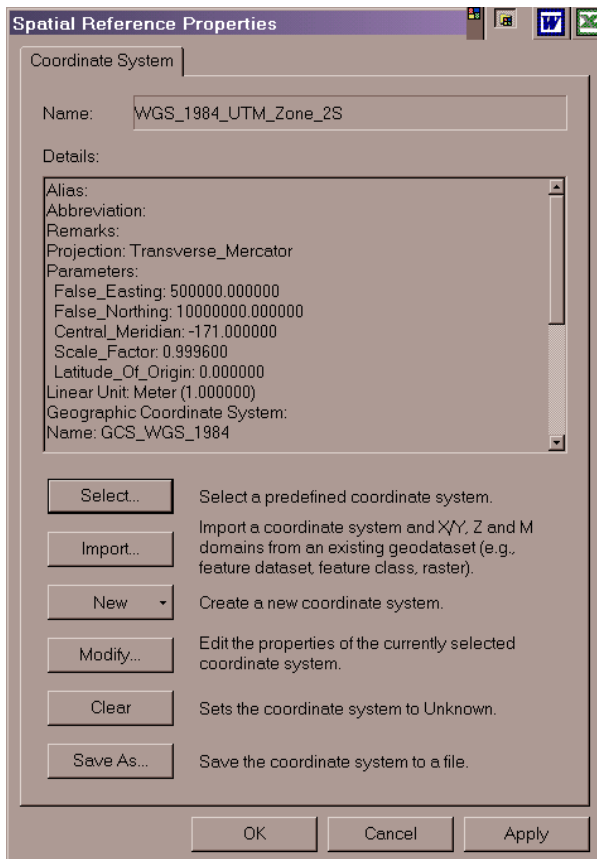 Spatial Reference Properties
W
Coordinate System
Name: WGS_1984_UTM_Zone_2S
Details:
Alias:
Abbreviation:
Remarks:
Projection: Transverse_Mercator
Parameters:
False_Easting: 500000.000000
False_Northing: 10000000.000000
Central_Meridian: -171.000000
Scale_Factor: 0.999600
Latitude_Of_Origin: 0.000000
Linear Unit: Meter (1.000000)
Geographic Coordinate System:
Name: GCS_WGS_1984
Select... Select a predefined coordinate system.
Import... Import a coordinate system and X/Y, Z and M
domains from an existing geodataset (e.g.,
feature dataset, feature class, raster).
New Create a new coordinate system.
Modify... Edit the properties of the currently selected
coordinate system.
Clear Sets the coordinate system to Unknown.
Save As... Save the coordinate system to a file.
OK Cancel Apply